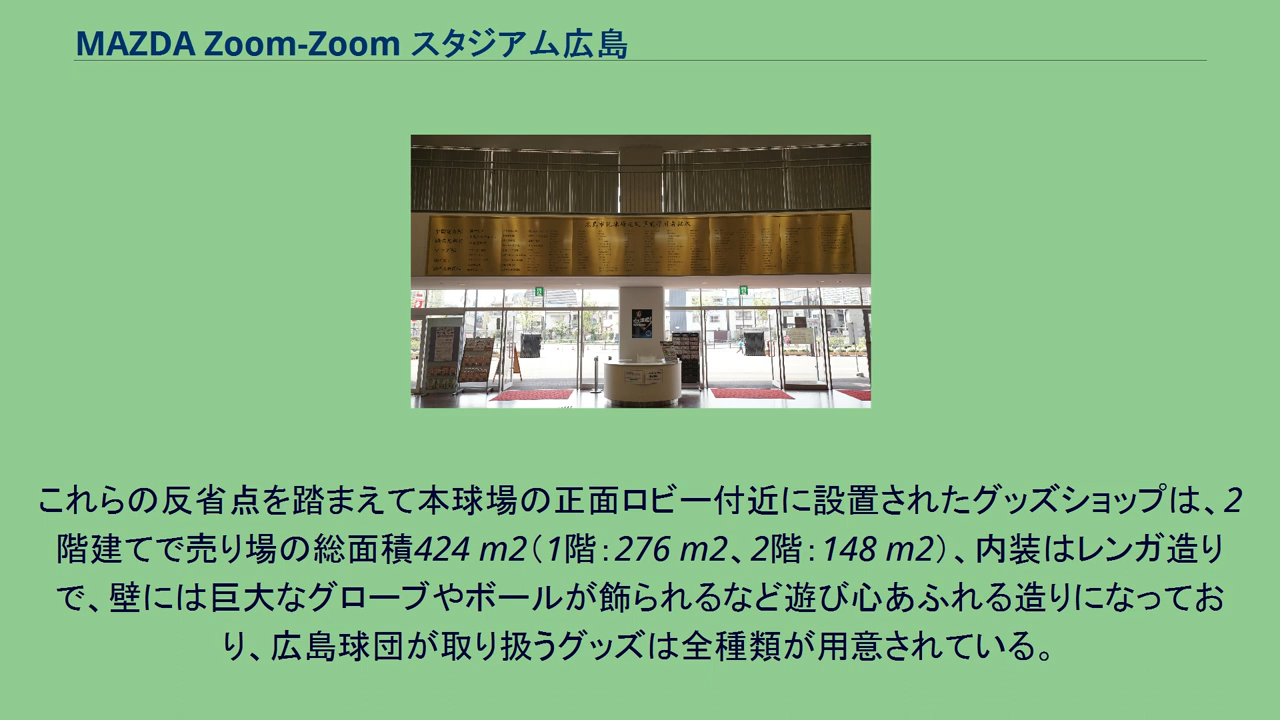 MAZDA Zoom-Zoom スタジアム広島
これらの反省点を踏まえて本球場の正面ロビー付近に設置されたグッズショップは、2
階建てで売り場の総面積424 m2（1階：276 m2、2階：148 m2）、内装はレンガ造り
で、壁には巨大なグローブやボールが飾られるなど遊び心あふれる造りになってお
り、広島球団が取り扱うグッズは全種類が用意されている。